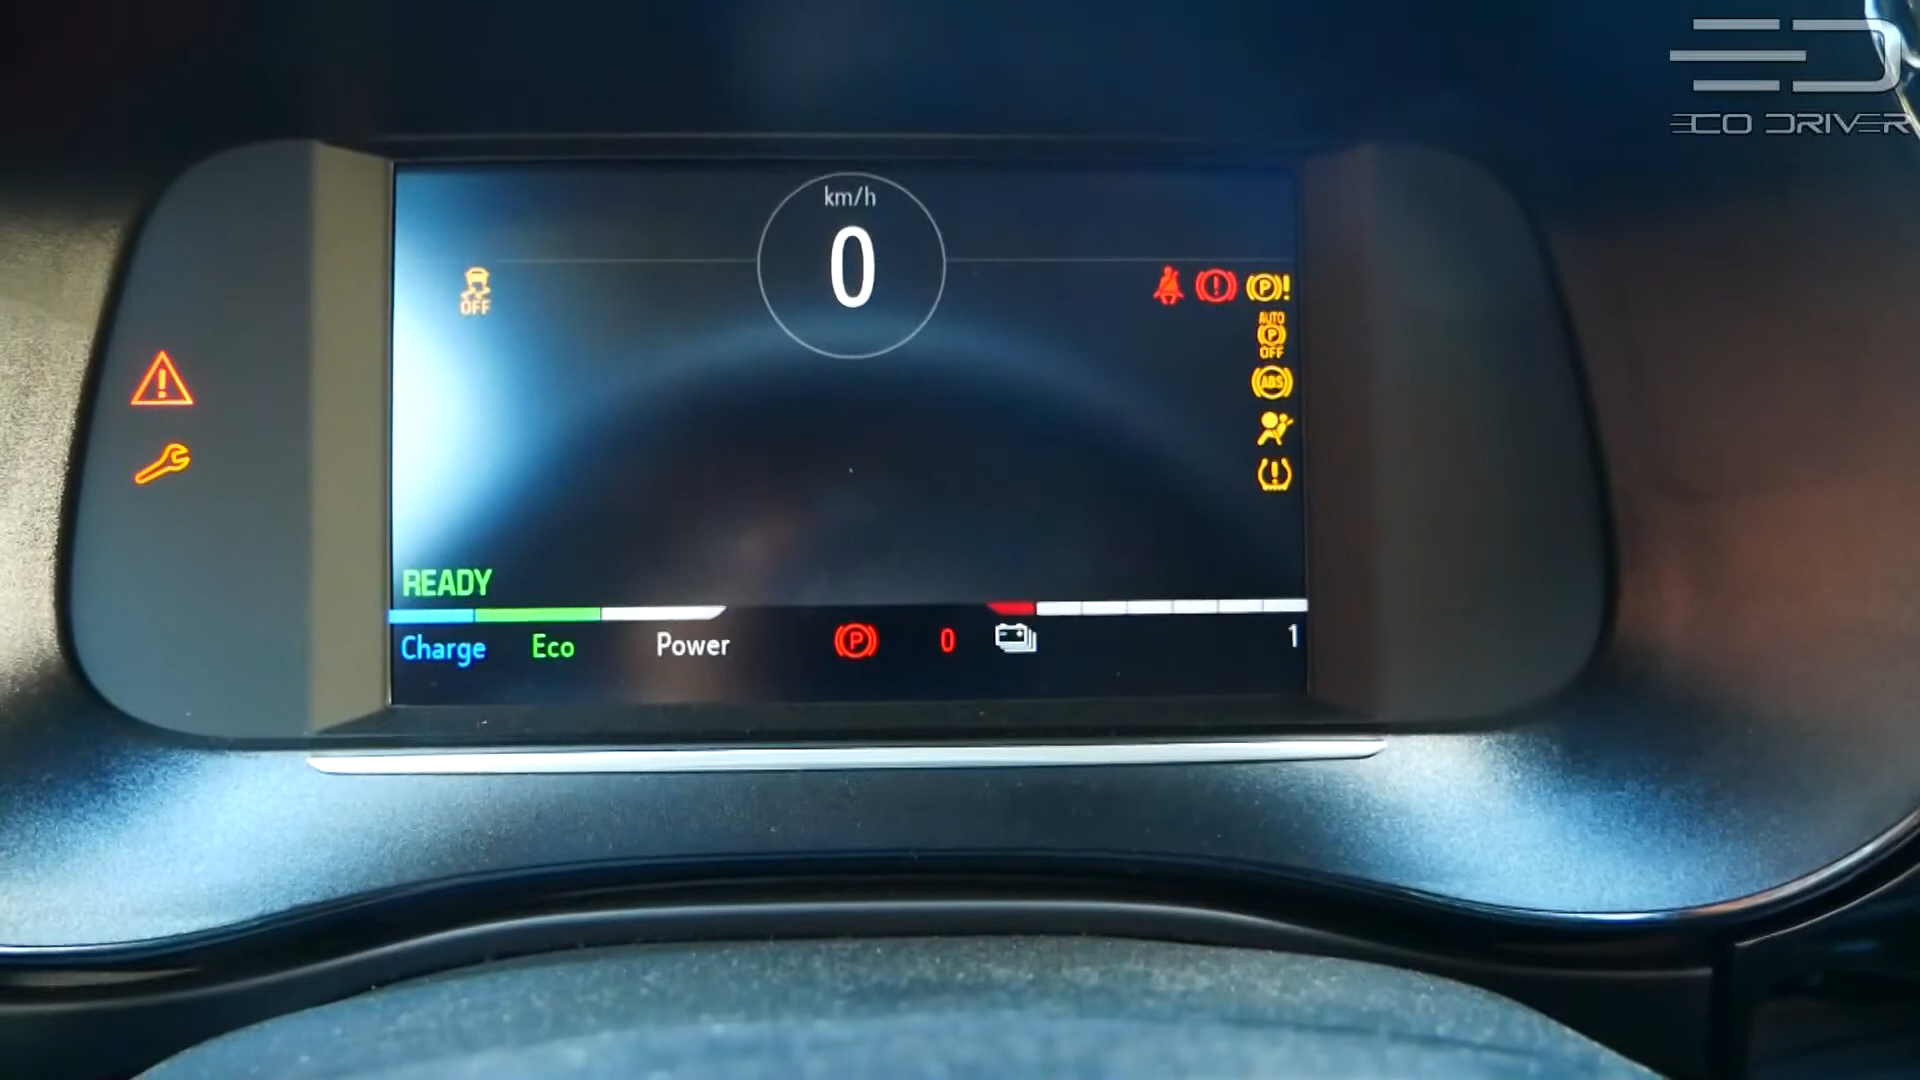 ECO DRIVER
km/h
0
OFF
P!
AUTO
P
OFF
ABS
READY
Charge Eco Power P 0 1